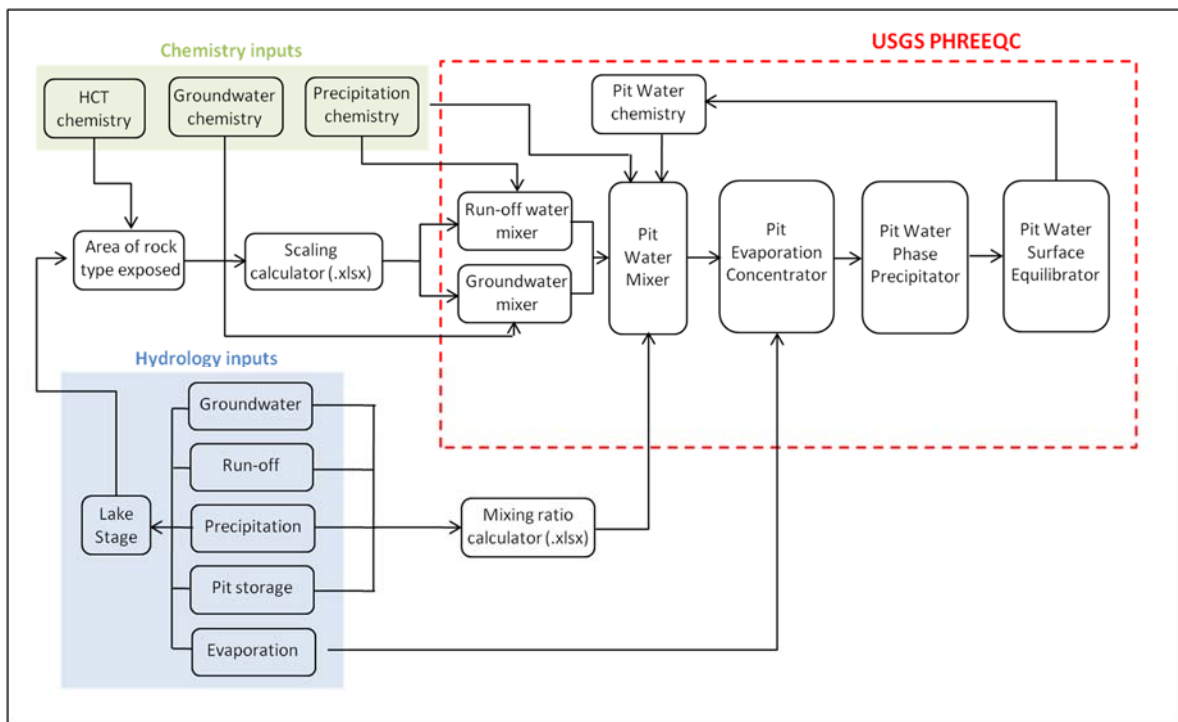 Chemistry inputs
USGS PHREEQC
HCT
chemistry
Groundwater
chemistry
Precipitation
chemistry
Pit Water
chemistry
Area of rock
type exposed
Scaling
calculator (.xlsx)
Run-off water
mixer
Groundwater
mixer
Pit
Water
Mixer
Pit
Evaporation
Concentrator
Pit Water
Phase
Precipitator
Pit Water
Surface
Equilibrator
Hydrology inputs
Groundwater
Run-off
Lake
Stage
Precipitation
Mixing ratio
calculator (.xlsx)
Pit storage
Evaporation